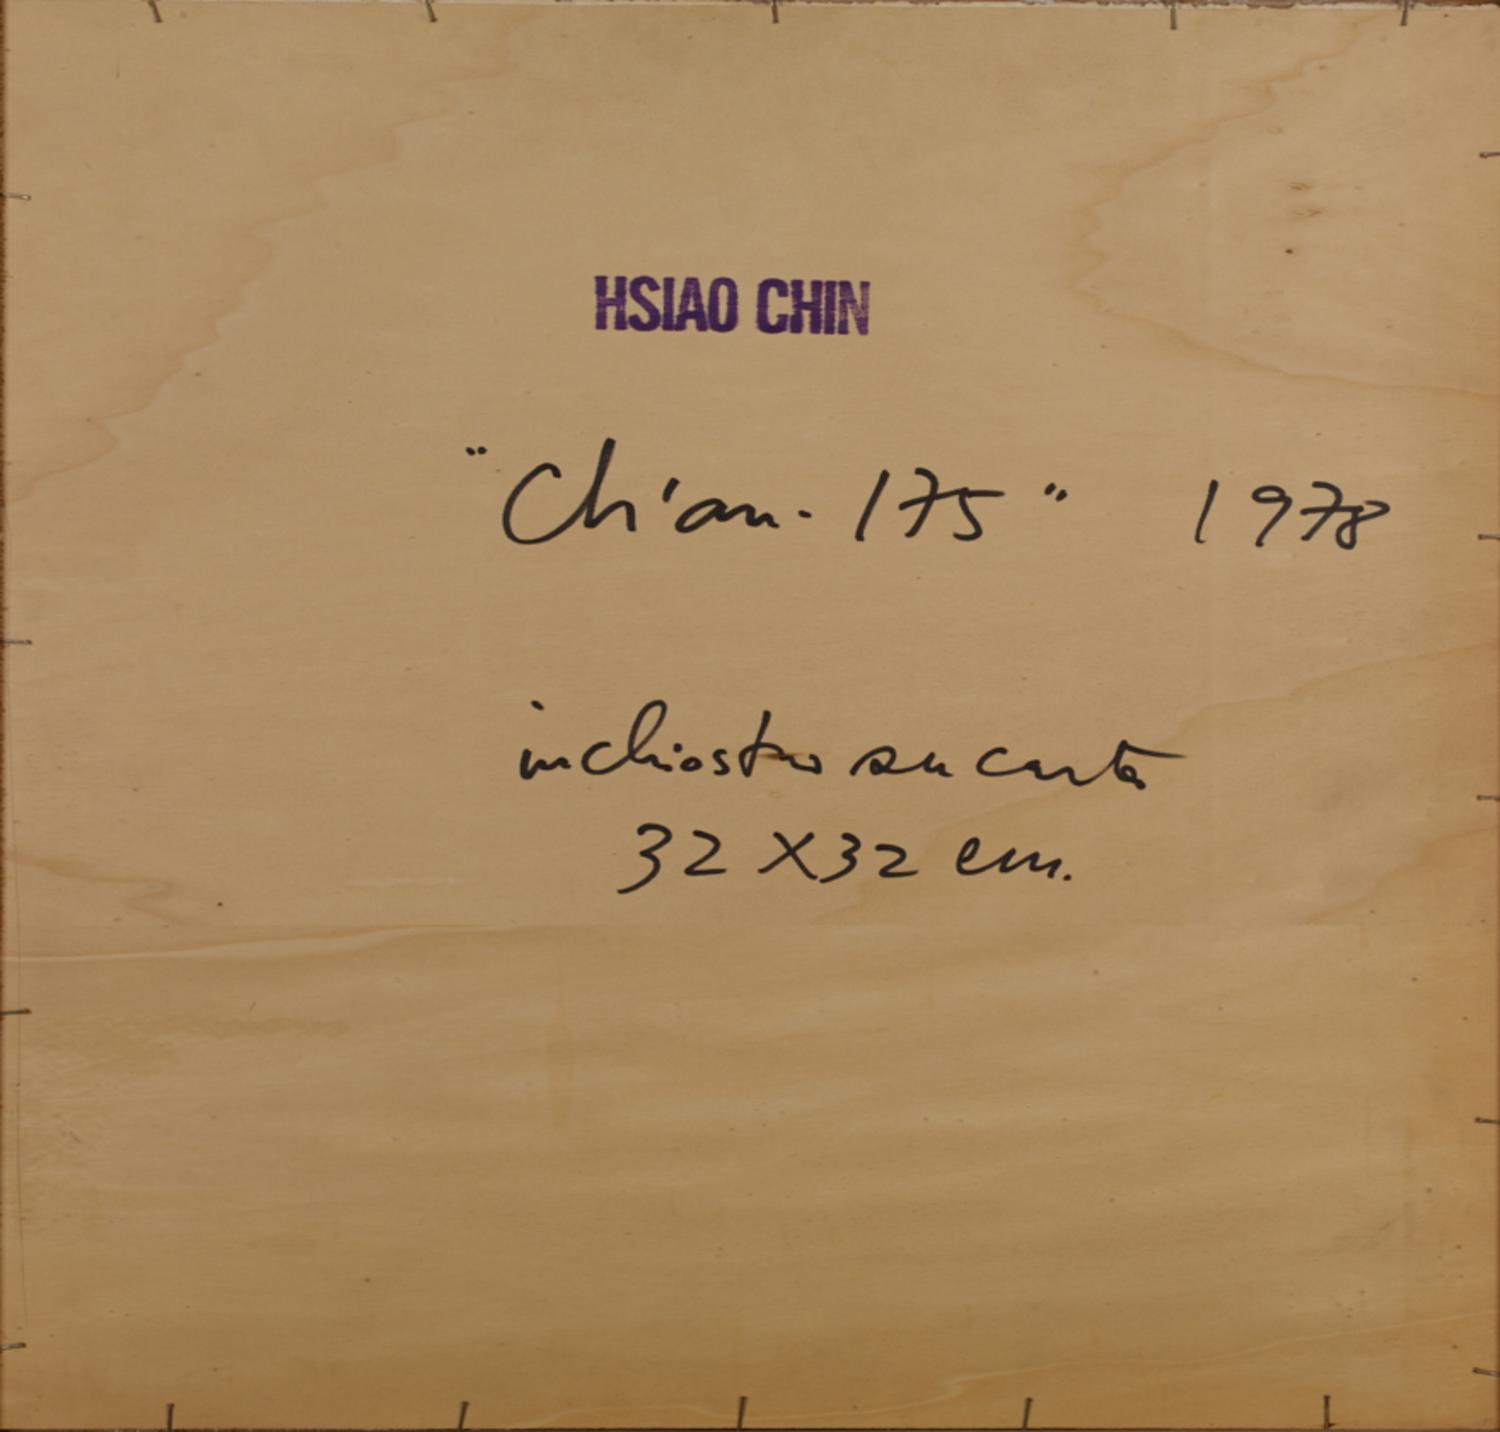 HSIAO CHIN
"Ch'an-175" 1978
inchiostro su carta
32 X 32 cm.